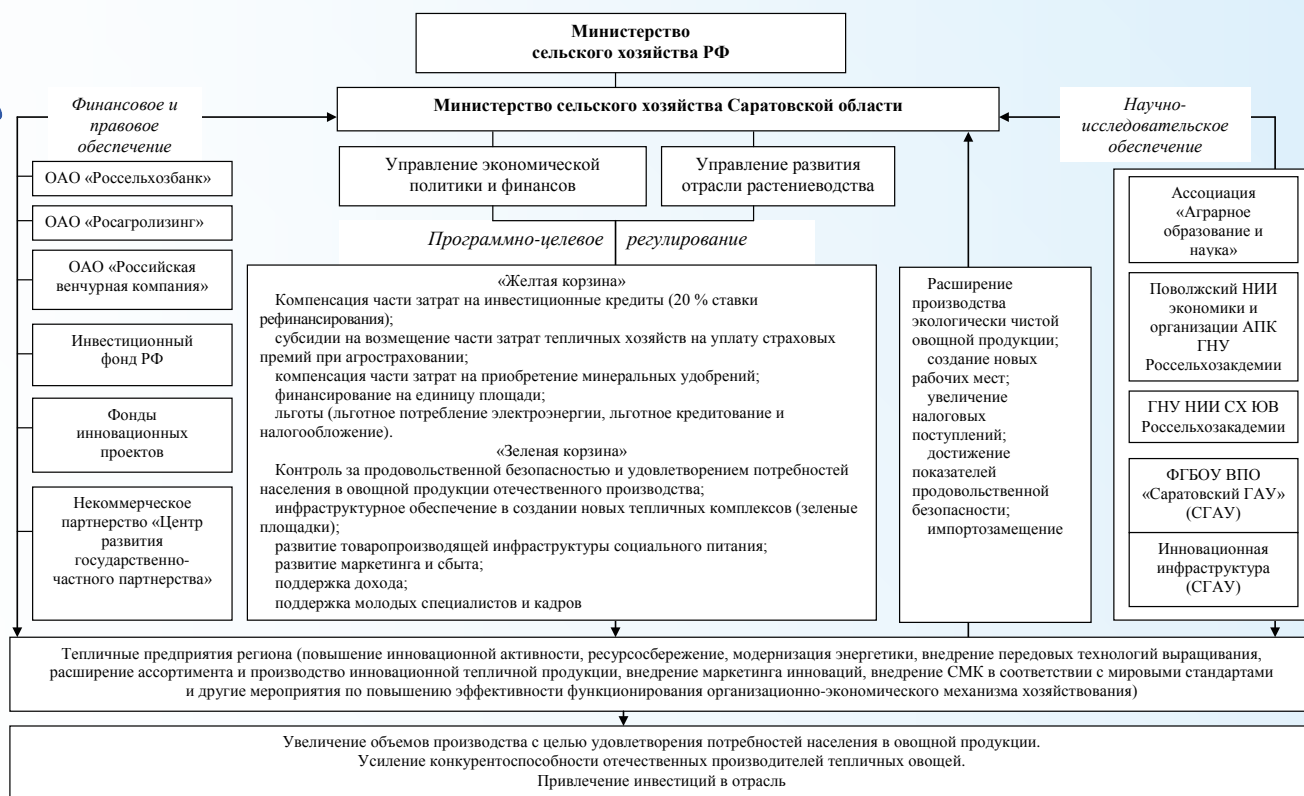 Министерство
сельского хозяйства РФ
Министерство сельского хозяйства Саратовской области
Финансовое и
правовое
обеспечение
Научно-
исследовательское
обеспечение
Управление экономической
политики и финансов
Управление развития
отрасли растениеводства
Программно-целевое регулирование
ОАО «Россельхозбанк»
ОАО «Росагролизинг»
ОАО «Российская
венчурная компания»
Инвестиционный
фонд РФ
Фонды
инновационных
проектов
Некоммерческое
партнерство «Центр
развития
государственно-
частного партнерства»
«Желтая корзина»
Компенсация части затрат на инвестиционные кредиты (20 % ставки
рефинансирования);
субсидии на возмещение части затрат тепличных хозяйств на уплату страховых
премий при агростраховании;
компенсация части затрат на приобретение минеральных удобрений;
финансирование на единицу площади;
льготы (льготное потребление электроэнергии, льготное кредитование и
налогообложение).
«Зеленая корзина»
Контроль за продовольственной безопасностью и удовлетворением потребностей
населения в овощной продукции отечественного производства;
инфраструктурное обеспечение в создании новых тепличных комплексов (зеленые
площадки);
развитие товаропроизводящей инфраструктуры социального питания;
развитие маркетинга и сбыта;
поддержка дохода;
поддержка молодых специалистов и кадров
Расширение
производства
экологически чистой
овощной продукции;
создание новых
рабочих мест;
увеличение
налоговых
поступлений;
достижение
показателей
продовольственной
безопасности;
импортозамещение
Ассоциация
«Аграрное
образование и
наука»
Поволжский НИИ
экономики и
организации АПК
ГНУ
Россельхозакдемии
ГНУ НИИ СХ ЮВ
Россельхозакадемии
ФГБОУ ВПО
«Саратовский ГАУ»
(СГАУ)
Инновационная
инфраструктура
(СГАУ)
Тепличные предприятия региона (повышение инновационной активности, ресурсосбережение, модернизация энергетики, внедрение передовых технологий выращивания,
расширение ассортимента и производство инновационной тепличной продукции, внедрение маркетинга инноваций, внедрение СМК в соответствии с мировыми стандартами
и другие мероприятия по повышению эффективности функционирования организационно-экономического механизма хозяйствования)
Увеличение объемов производства с целью удовлетворения потребностей населения в овощной продукции.
Усиление конкурентоспособности отечественных производителей тепличных овощей.
Привлечение инвестиций в отрасль